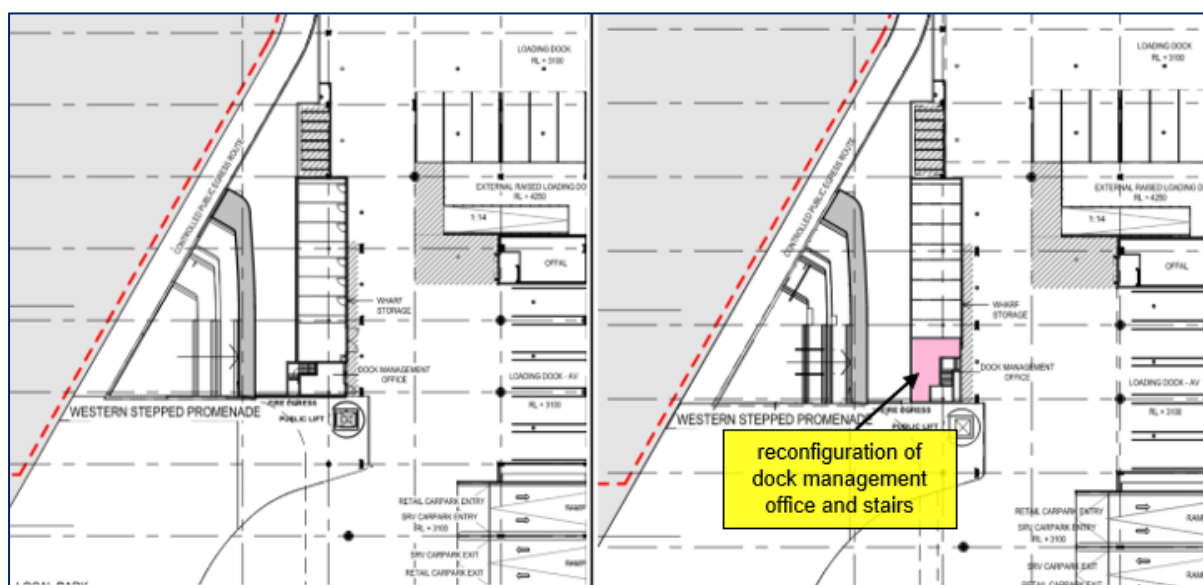 LOADING DOCK
RL + 3100
CONTROLLED PUBLIC EGRESS ROUTE
EXTERNAL RAISED LOADING DO
RL + 4250
1:14
OFFAL
WHARF
STORAGE
DOCK MANAGEMENT
OFFICE
LOADING DOCK - AV
RL + 3100
WESTERN STEPPED PROMENADE
FIRE EGRESS
PUBLIC LIFT
RETAIL CARPARK ENTRY
SRV CARPARK ENTRY
RL + 3100
RAMP
SRV CARPARK EXIT
RETAIL CARPARK EXIT
LOCAL PARK
LOADING DOCK
RL + 3100
CONTROLLED PUBLIC EGRESS ROUTE
EXTERNAL RAISED LOADING D
RL + 4250
1:14
OFFAL
WHARF
STORAGE
DOCK MANAGEMENT
OFFICE
LOADING DOCK - AV
RL + 3100
WESTERN STEPPED PROMENADE
FIRE EGRESS
PUBLIC LIFT
reconfiguration of
dock management
office and stairs
RETAIL CARPARK ENTRY
SRV CARPARK ENTRY
RL + 3100
RAM
SRV CARPARK EXIT
RETAIL CARPARK EXIT